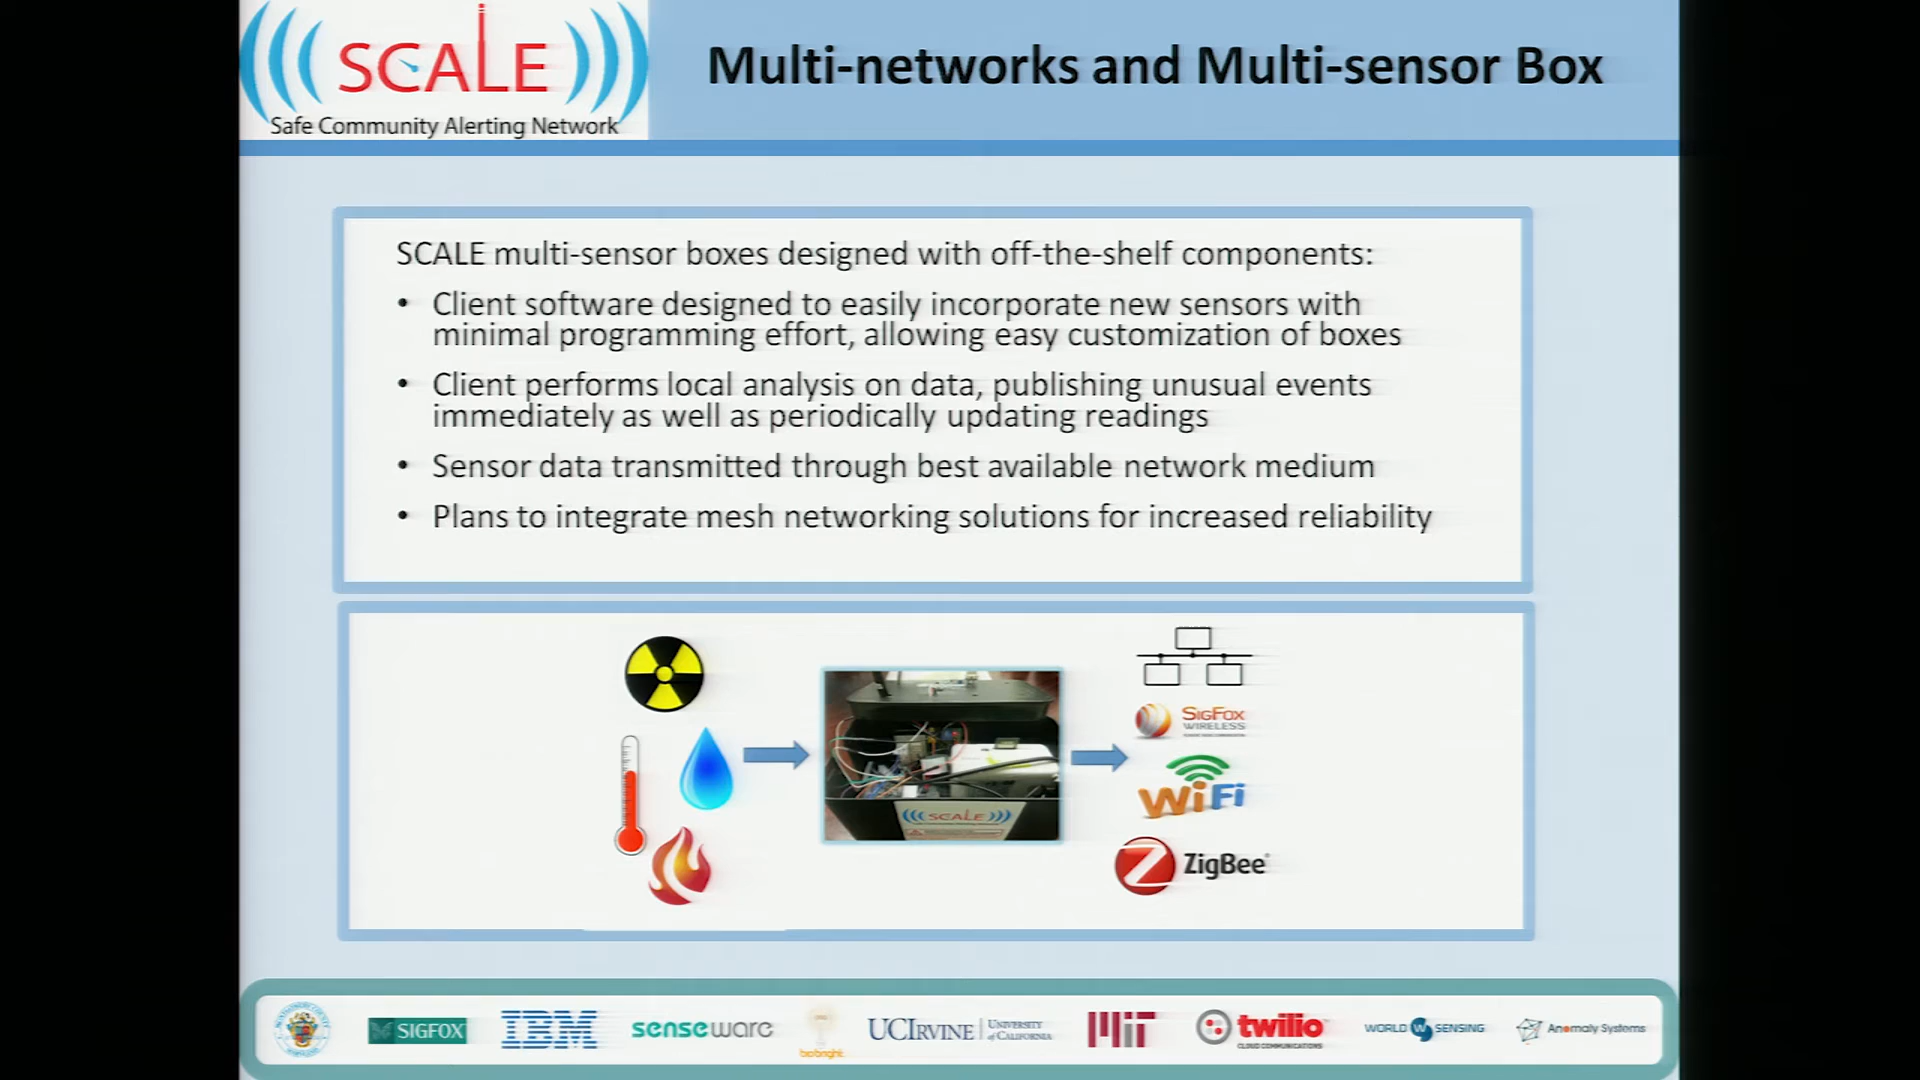 SCALE
Safe Community Alerting Network
Multi-networks and Multi-sensor Box
SCALE multi-sensor boxes designed with off-the-shelf components:
• Client software designed to easily incorporate new sensors with
minimal programming effort, allowing easy customization of boxes
• Client performs local analysis on data, publishing unusual events
immediately as well as periodically updating readings
• Sensor data transmitted through best available network medium
• Plans to integrate mesh networking solutions for increased reliability
SCALE
SIGFOX
WIRELESS
WiFi
ZigBee
SIGFOX
IBM
senseware
biobright
UCIRVINE | UNIVERSITY
of CALIFORNIA
MIT
twilio
CLOUD COMMUNICATIONS
WORLD SENSING
Anomaly Systems